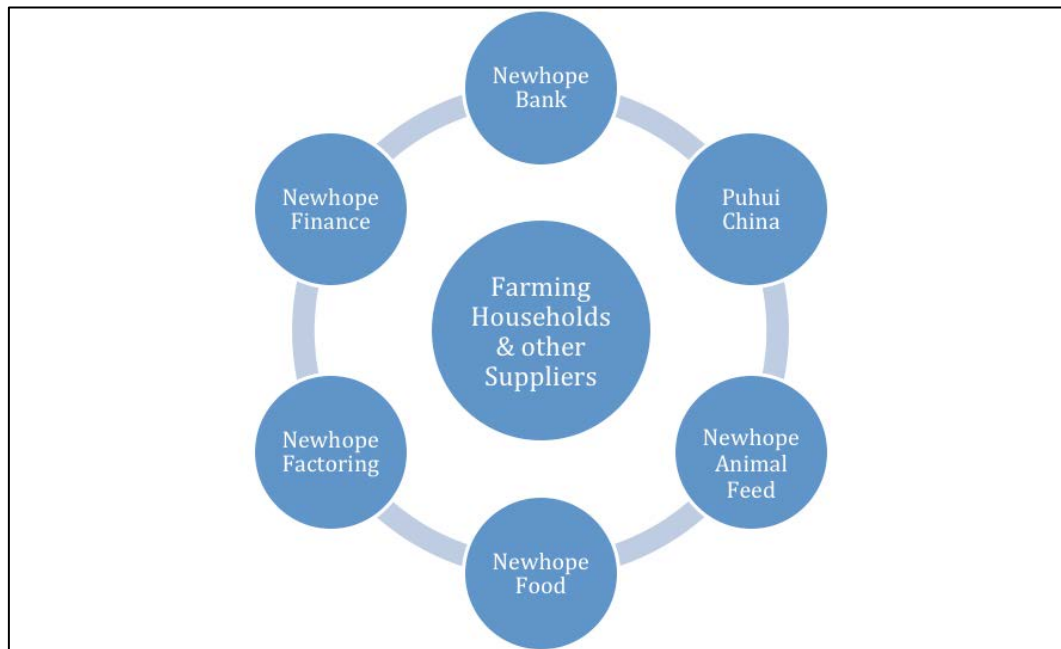 Newhope
Bank
Newhope
Finance
Puhui
China
Farming
Households
& other
Suppliers
Newhope
Factoring
Newhope
Animal
Feed
Newhope
Food